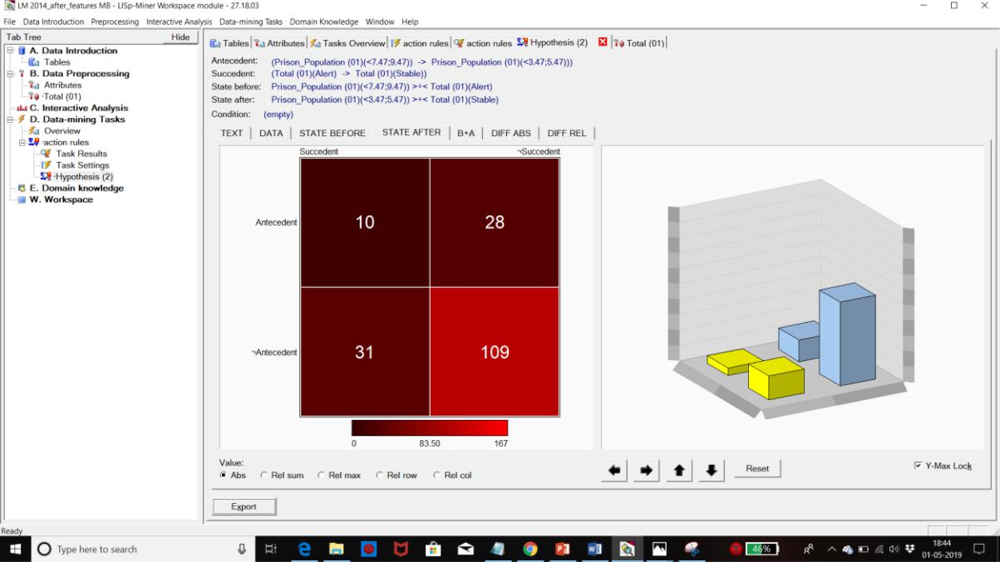 LM 2014_after_features MB - LISp-Miner Workspace module - 27.18.03
File Data Introduction Preprocessing Interactive Analysis Data-mining Tasks Domain Knowledge Window Help
Tab Tree Hide
A. Data Introduction
Tables
B. Data Preprocessing
Attributes
·Total (01)
C. Interactive Analysis
D. Data-mining Tasks
Overview
·action rules
Task Results
Task Settings
·Hypothesis (2)
E. Domain knowledge
W. Workspace
Tables Attributes Tasks Overview action rules action rules Hypothesis (2) Total (01)
Antecedent: (Prison_Population (01)(<7.47;9.47)) -> Prison_Population (01)(<3.47;5.47)))
Succedent: (Total (01)(Alert) -> Total (01)(Stable))
State before: Prison_Population (01)(<7.47;9.47)) >÷< Total (01)(Alert)
State after: Prison_Population (01)(<3.47;5.47)) >÷< Total (01)(Stable)
Condition: (empty)
TEXT DATA STATE BEFORE STATE AFTER B+A DIFF ABS DIFF REL
Succedent ¬Succedent
Antecedent 10 28
¬Antecedent 31 109
0 83.50 167
Value:
Abs Rel sum Rel max Rel row Rel col
Reset
Y-Max Lock
Export
Ready
Type here to search
46%
18:44
01-05-2019